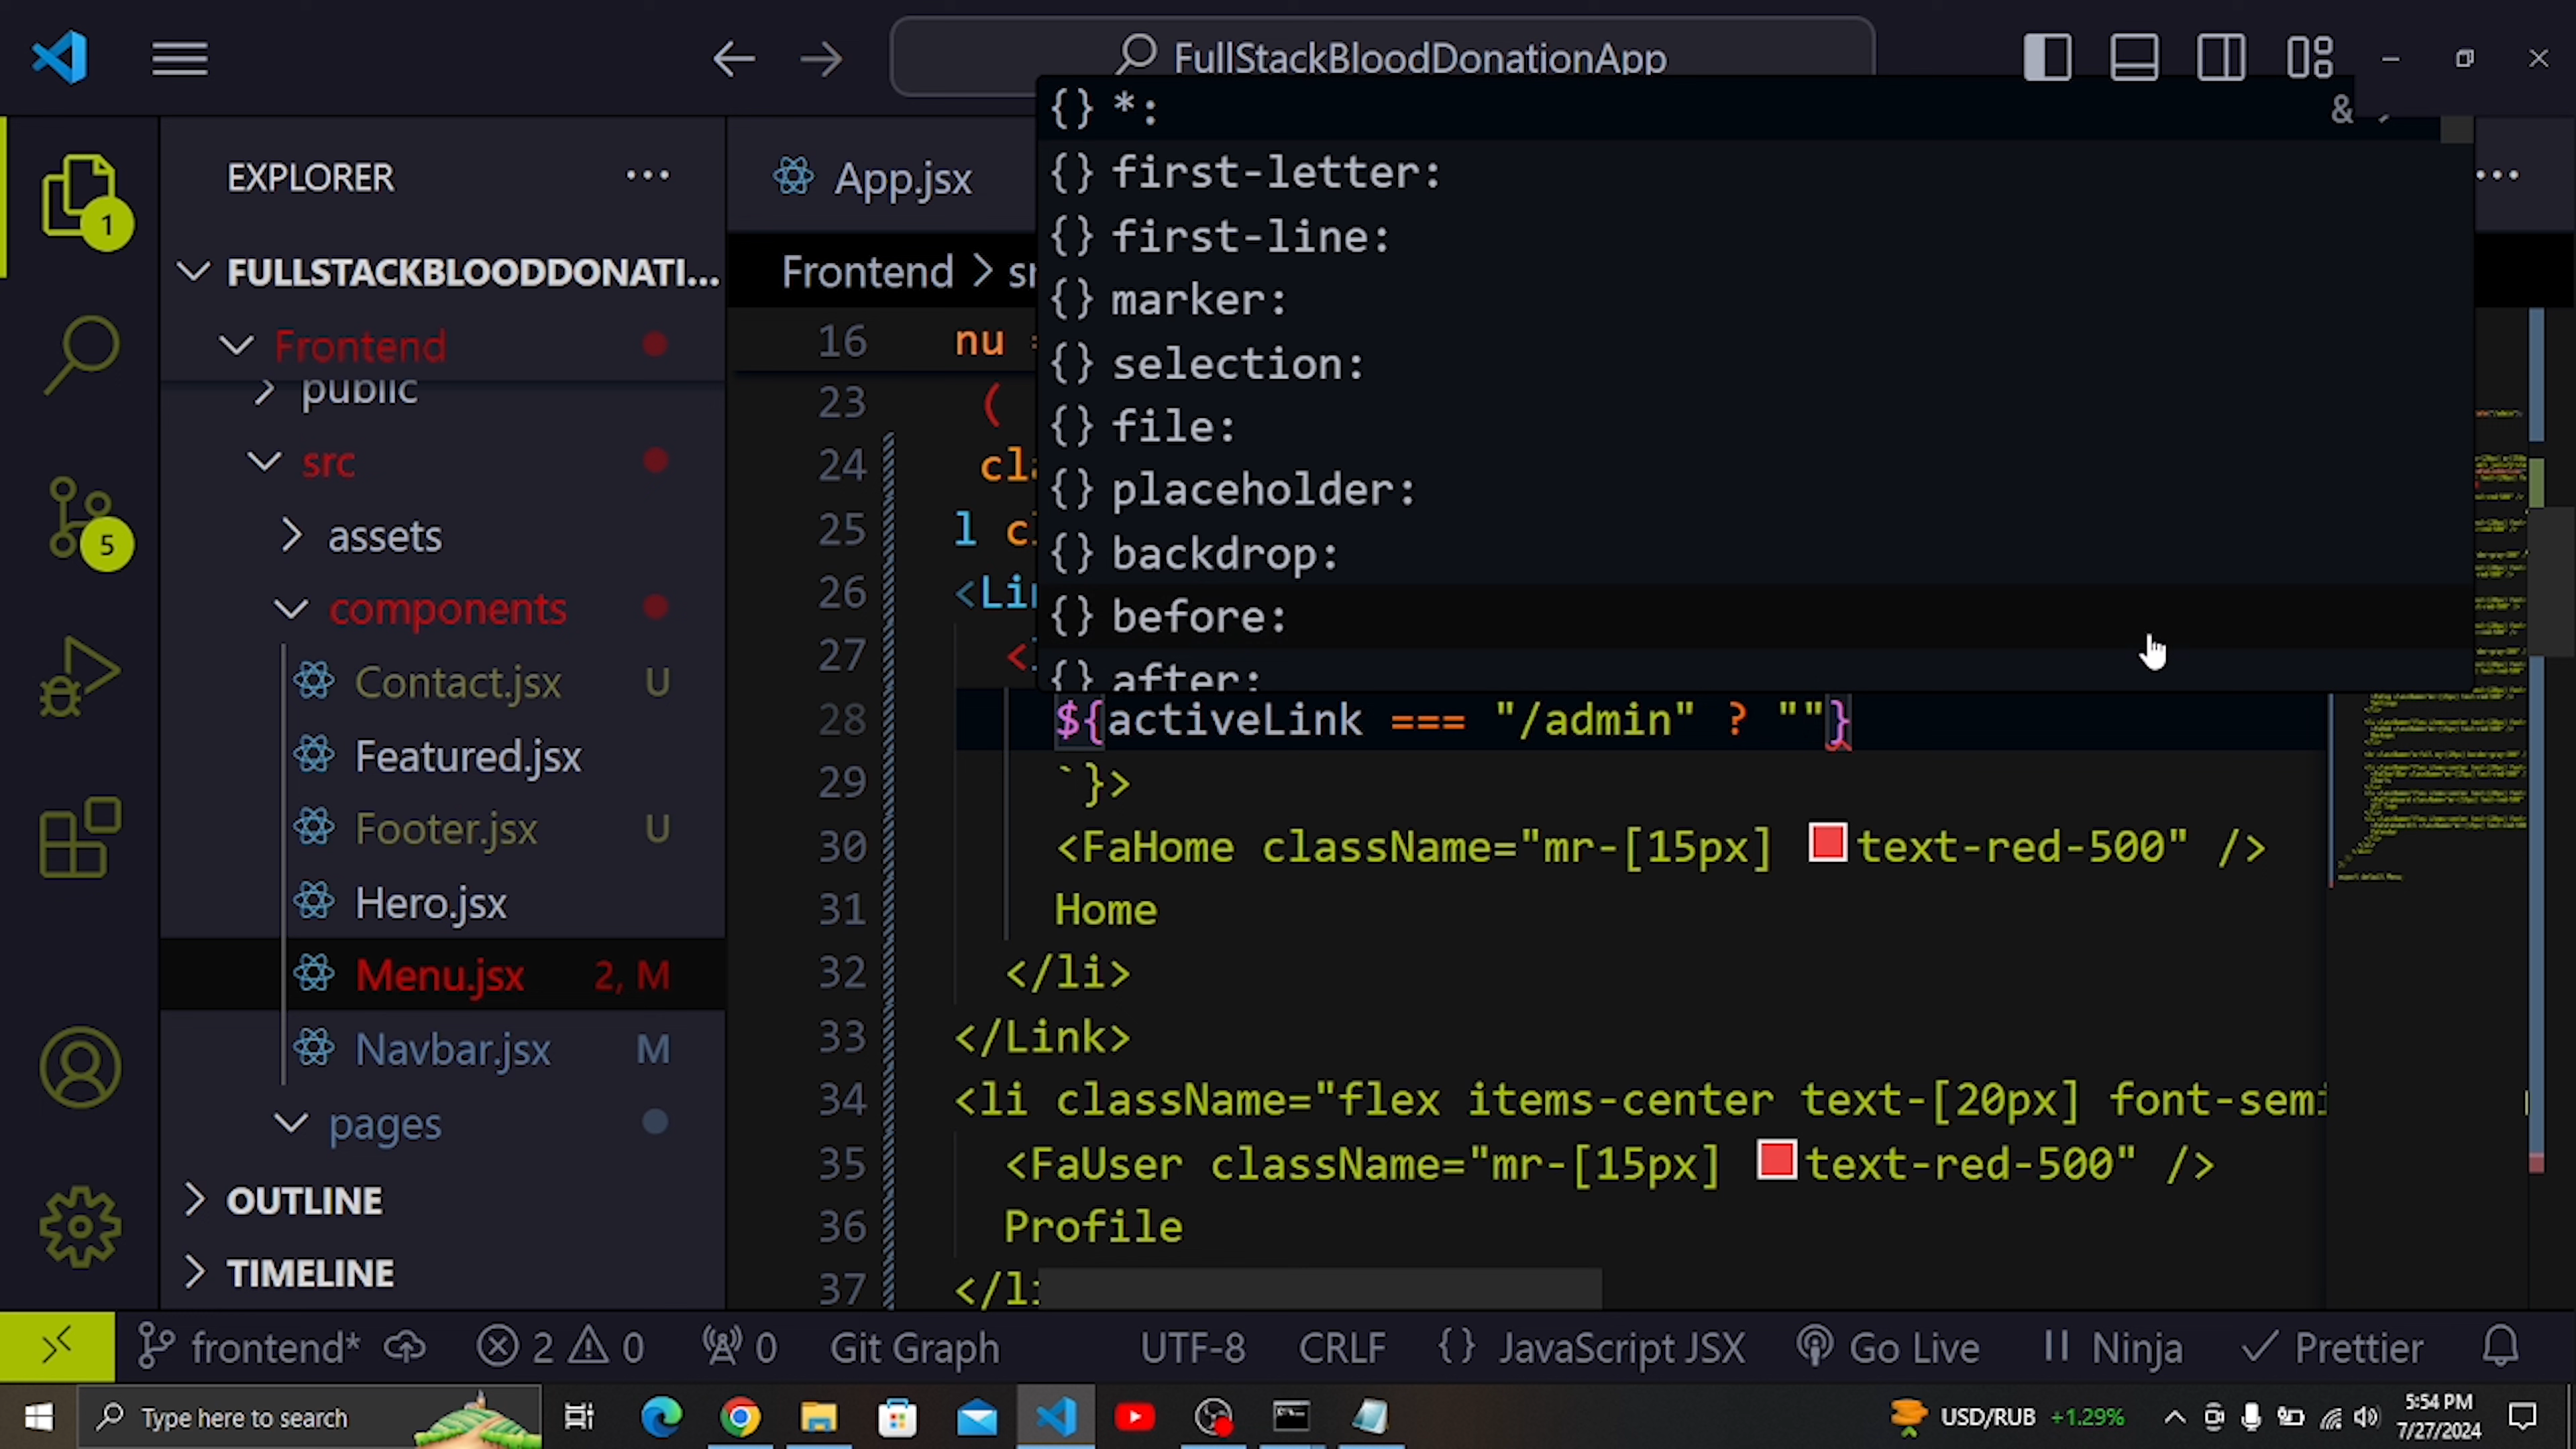 FullStackBloodDonationApp
EXPLORER
FULLSTACKBLOODDONATI...
Frontend
public
src
assets
components
Contact.jsx U
Featured.jsx
Footer.jsx U
Hero.jsx
Menu.jsx 2, M
Navbar.jsx M
pages
OUTLINE
TIMELINE
1
5
App.jsx
Frontend > sr
{} *: &
{} first-letter:
{} first-line:
{} marker:
{} selection:
{} file:
{} placeholder:
{} backdrop:
{} before:
{} after:
16 nu =
23 (
24 cla
25 l cl
26 <Lin
27 <
28 ${activeLink === "/admin" ? ""}
29 `}>
30 <FaHome className="mr-[15px] text-red-500" />
31 Home
32 </li>
33 </Link>
34 <li className="flex items-center text-[20px] font-semi
35 <FaUser className="mr-[15px] text-red-500" />
36 Profile
37 </li
frontend* 2 0 0 Git Graph UTF-8 CRLF {} JavaScript JSX Go Live Ninja Prettier
Type here to search USD/RUB +1.29% 5:54 PM
7/27/2024